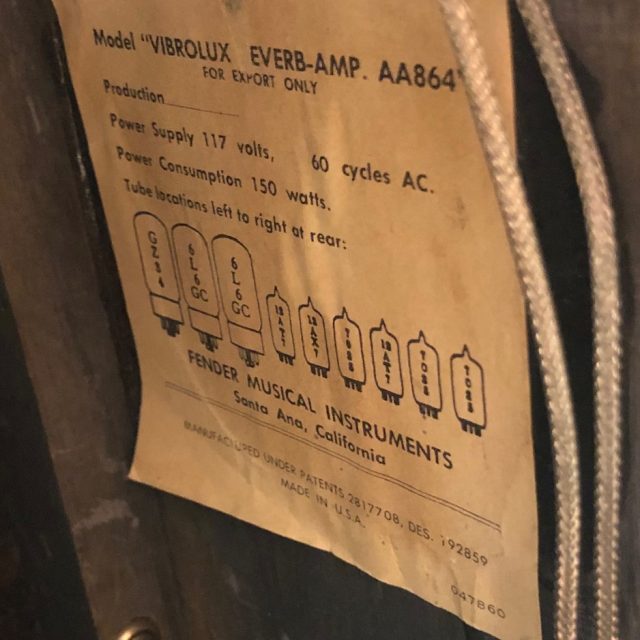 Model "VIBROLUX EVERB-AMP. AA864"
FOR EXPORT ONLY
Production
Power Supply 117 volts, 60 cycles AC.
Power Consumption 150 watts.
Tube locations left to right at rear:
GZ34 6L6GC 6L6GC 12AX7 7025 12AX7 7025 7025
FENDER MUSICAL INSTRUMENTS
Santa Ana, California
MANUFACTURED UNDER PATENTS 2817708, DES. 192859
MADE IN U.S.A.
047860